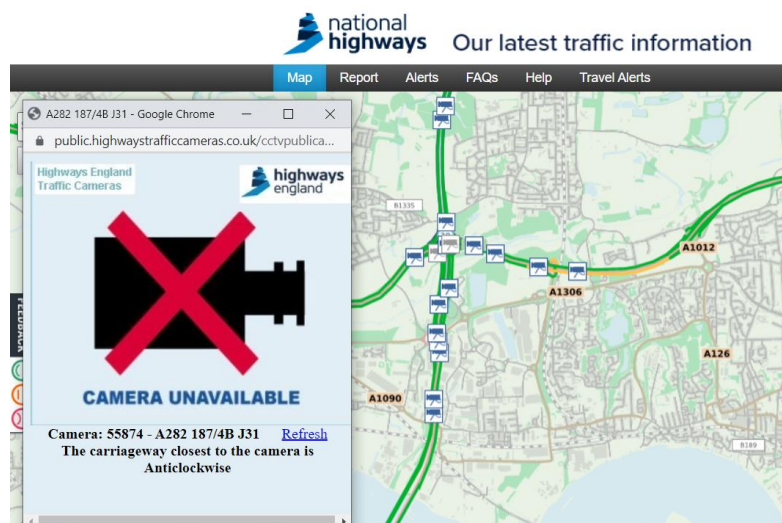 national
highways
Our latest traffic information
Map Report Alerts FAQs Help Travel Alerts
A282 187/4B J31 - Google Chrome
public.highwaystrafficcameras.co.uk/cctvpublica...
Highways England
Traffic Cameras
highways
england
CAMERA UNAVAILABLE
Camera: 55874 - A282 187/4B J31 Refresh
The carriageway closest to the camera is
Anticlockwise
FEEDBACK
B1335
A1012
A1306
A126
A1090
B189